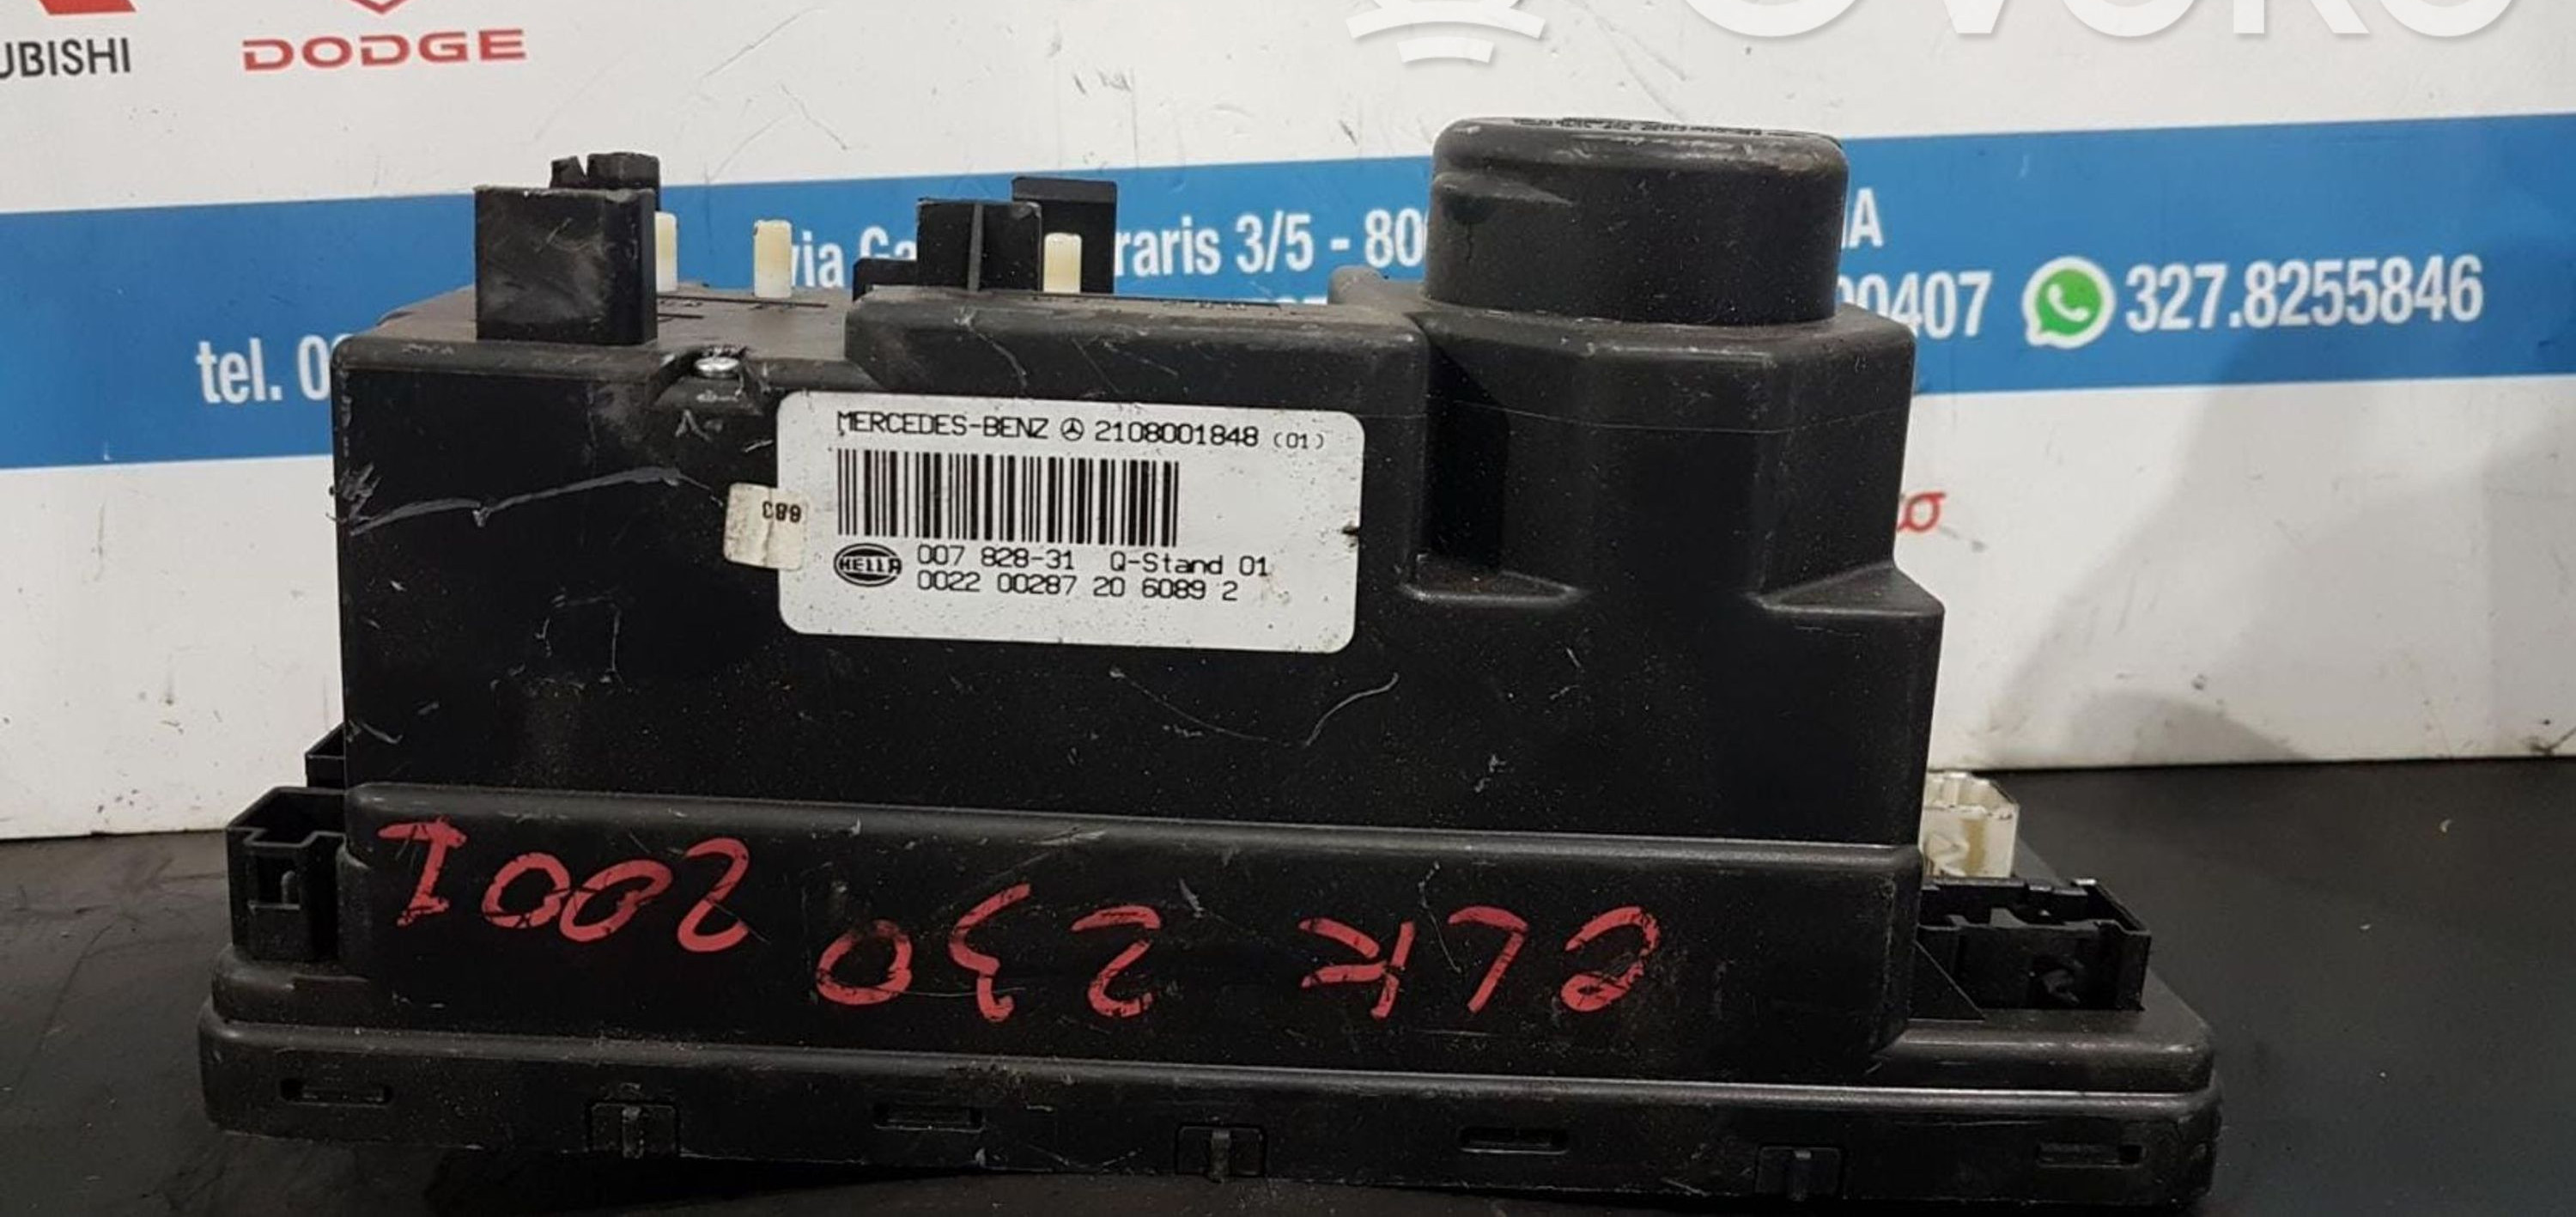 UBISHI
DODGE
raris 3/5 - 80
tel. 0
0407 327.8255846
MERCEDES-BENZ 2108001848 (01)
683
HELLA 007 828-31 Q-Stand 01
0022 00287 20 6089 2
CLK 230 2001